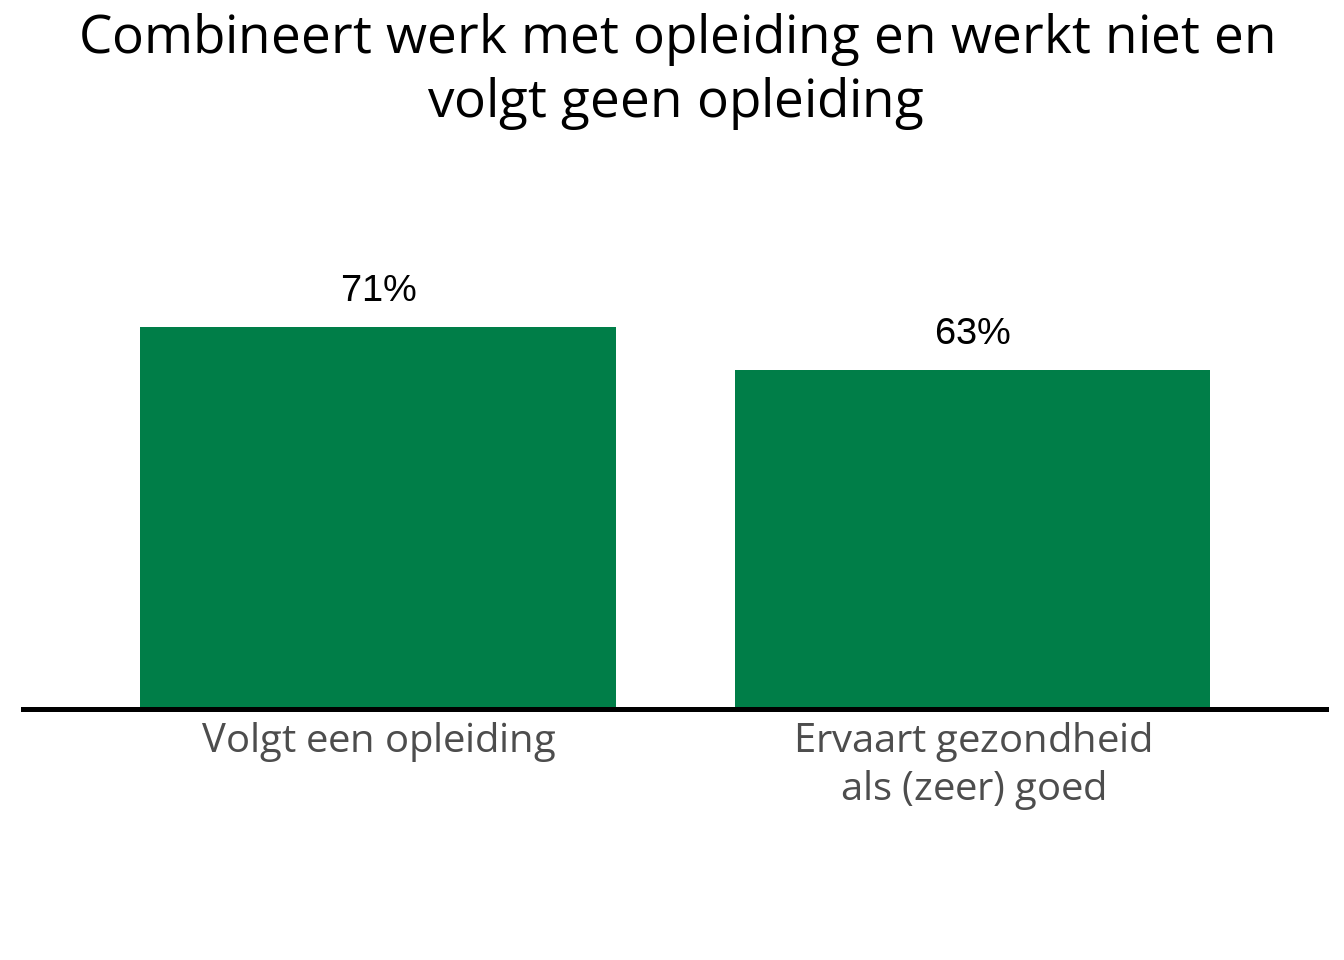 Combineert werk met opleiding en werkt niet en
volgt geen opleiding
71%
63%
Volgt een opleiding
Ervaart gezondheid
als (zeer) goed